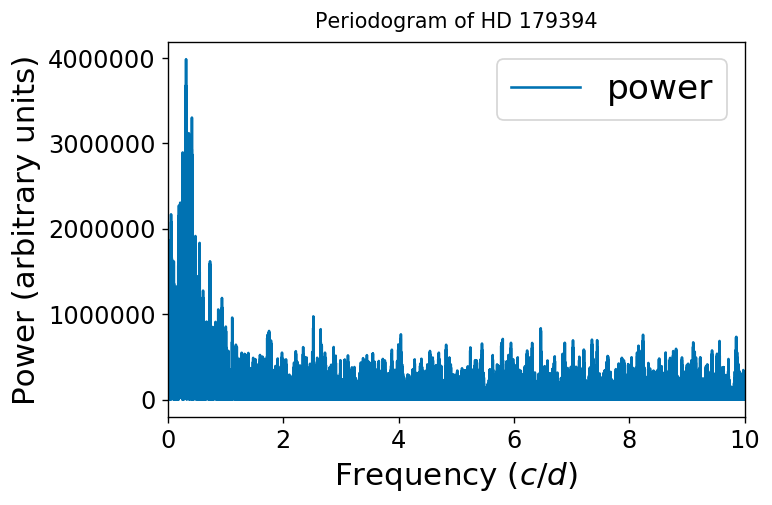 Periodogram of HD 179394
power
Power (arbitrary units)
4000000
3000000
2000000
1000000
0
0 2 4 6 8 10
Frequency (c/d)